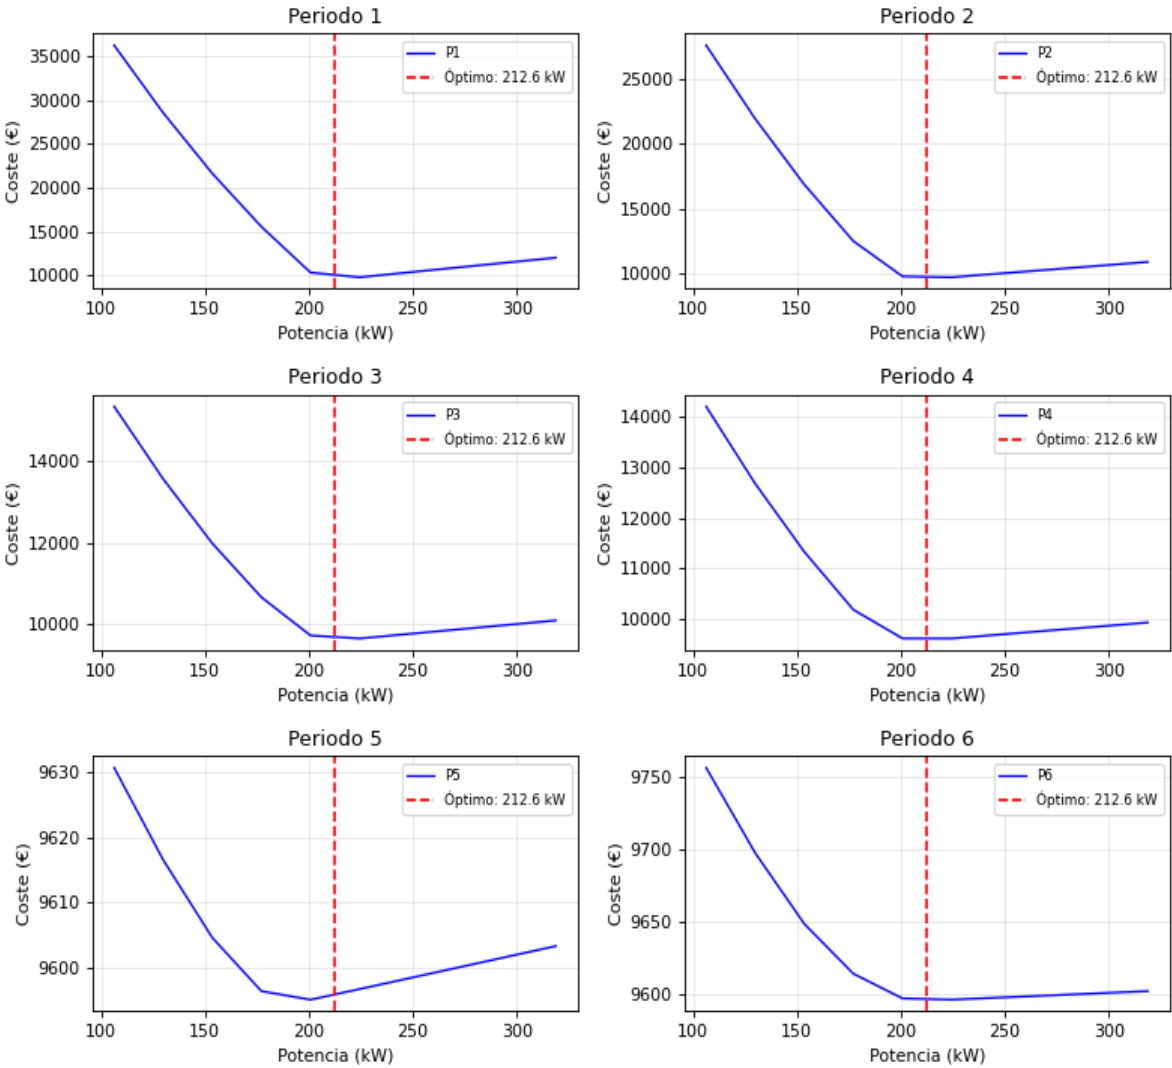 Periodo 1
Coste (€)
35000
30000
25000
20000
15000
10000
P1
Óptimo: 212.6 kW
100 150 200 250 300
Potencia (kW)
Periodo 2
Coste (€)
25000
20000
15000
10000
P2
Óptimo: 212.6 kW
100 150 200 250 300
Potencia (kW)
Periodo 3
Coste (€)
14000
12000
10000
P3
Óptimo: 212.6 kW
100 150 200 250 300
Potencia (kW)
Periodo 4
Coste (€)
14000
13000
12000
11000
10000
P4
Óptimo: 212.6 kW
100 150 200 250 300
Potencia (kW)
Periodo 5
Coste (€)
9630
9620
9610
9600
P5
Óptimo: 212.6 kW
100 150 200 250 300
Potencia (kW)
Periodo 6
Coste (€)
9750
9700
9650
9600
P6
Óptimo: 212.6 kW
100 150 200 250 300
Potencia (kW)